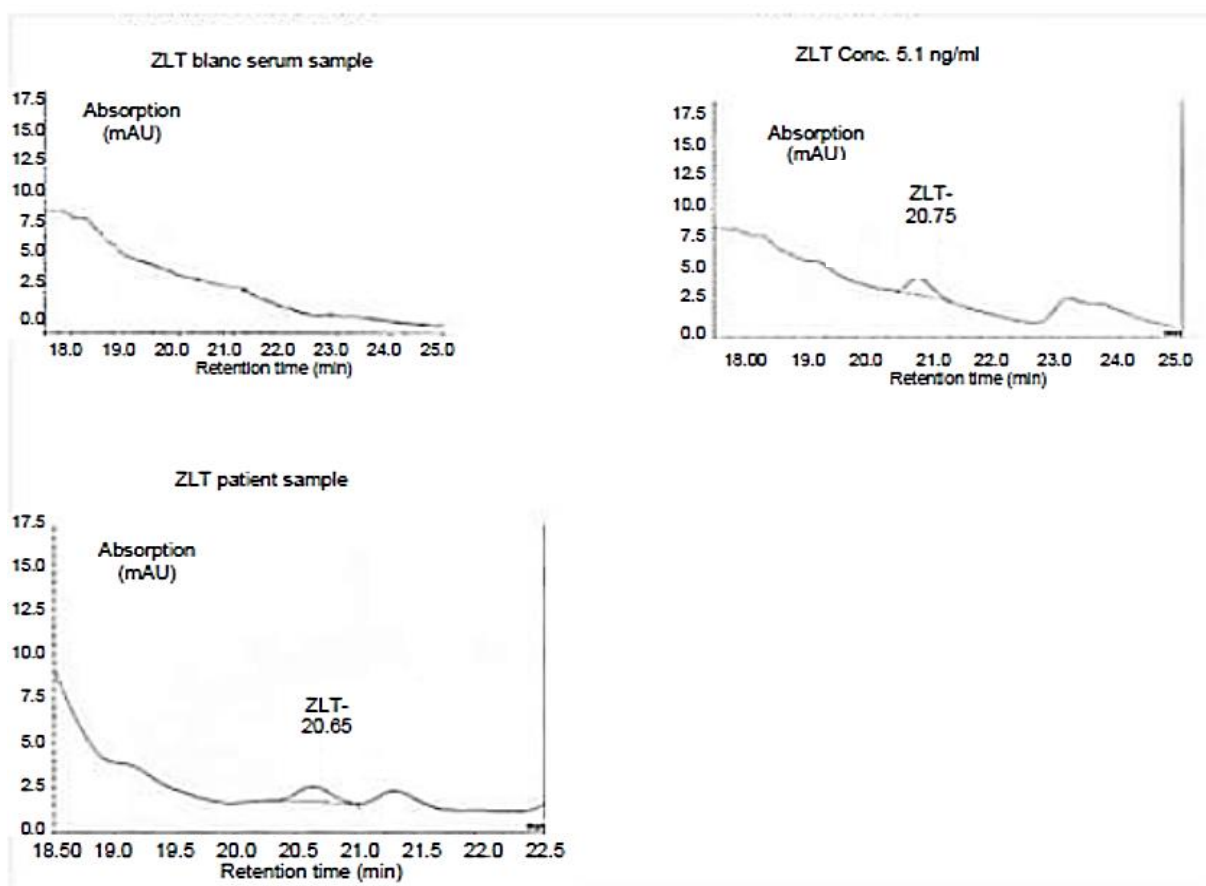 ZLT blanc serum sample
17.5
Absorption
15.0
(mAU)
12.5
10.0
7.5
5.0
2.5
0.0
18.0 19.0 20.0 21.0 22.0 23.0 24.0 25.0
Retention time (min)
ZLT Conc. 5.1 ng/ml
17.5
Absorption
15.0
(mAU)
12.5
10.0
ZLT-
20.75
7.5
5.0
2.5
0.0
18.00 19.0 20.0 21.0 22.0 23.0 24.0 25.0
Retention time (min)
ZLT patient sample
17.5
Absorption
15.0
(mAU)
12.5
10.0
7.5
ZLT-
20.65
5.0
2.5
0.0
18.50 19.0 19.5 20.0 20.5 21.0 21.5 22.0 22.5
Retention time (min)